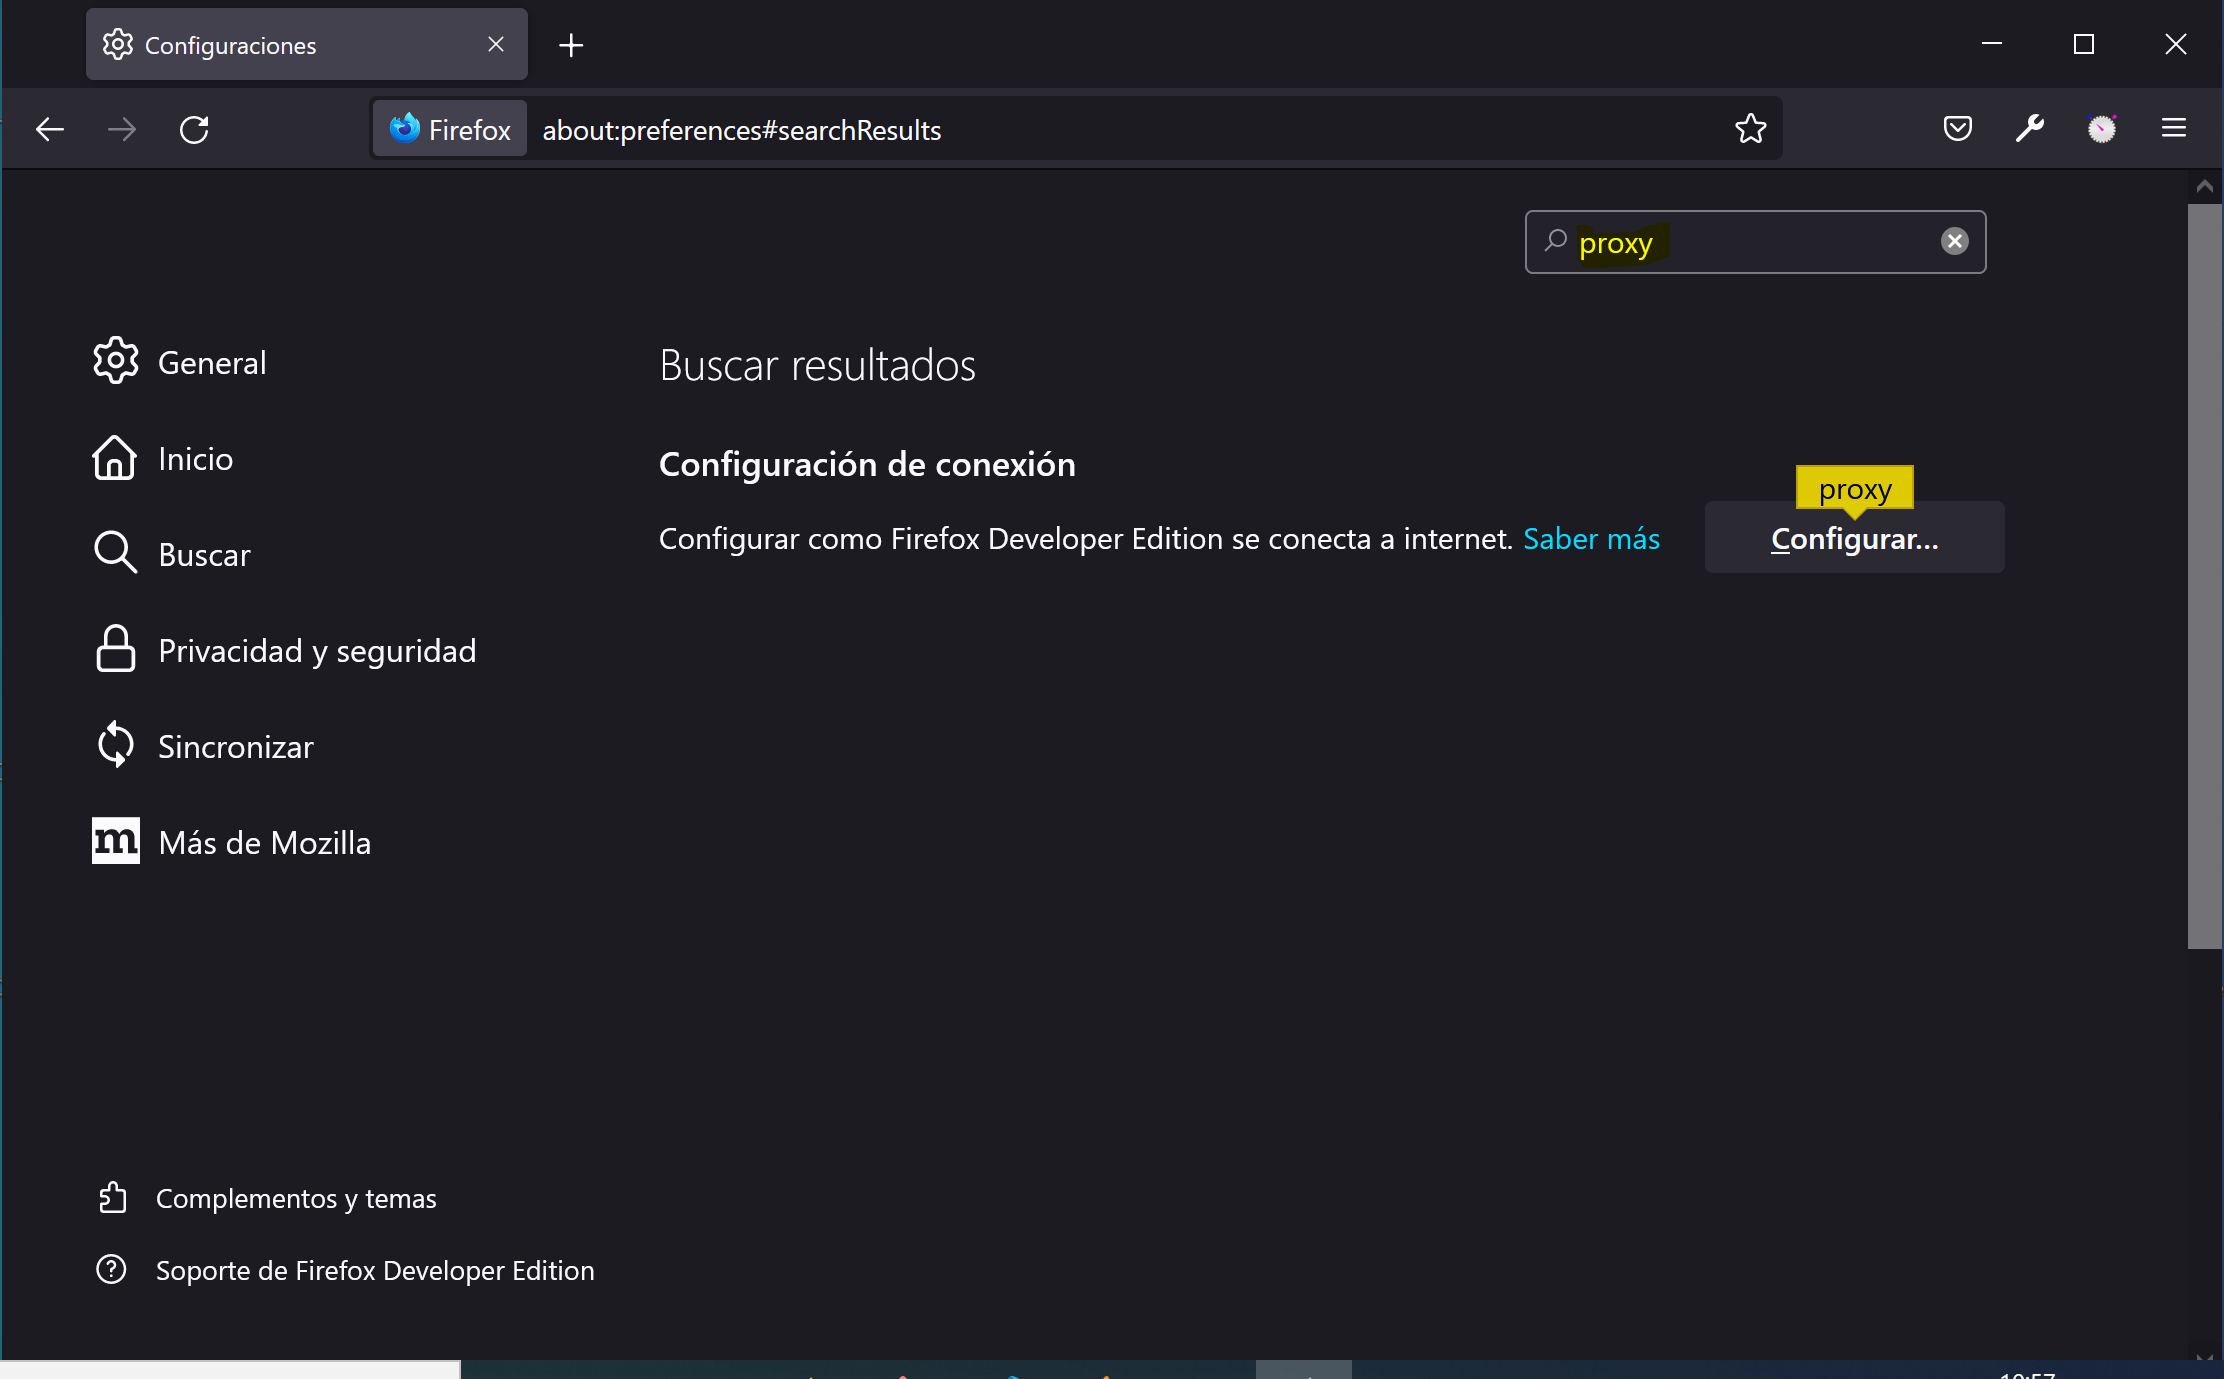 Configuraciones
Firefox
about:preferences#searchResults
proxy
General
Inicio
Buscar
Privacidad y seguridad
Sincronizar
m Más de Mozilla
Buscar resultados
Configuración de conexión
proxy
Configurar como Firefox Developer Edition se conecta a internet. Saber más
Configurar...
Complementos y temas
Soporte de Firefox Developer Edition